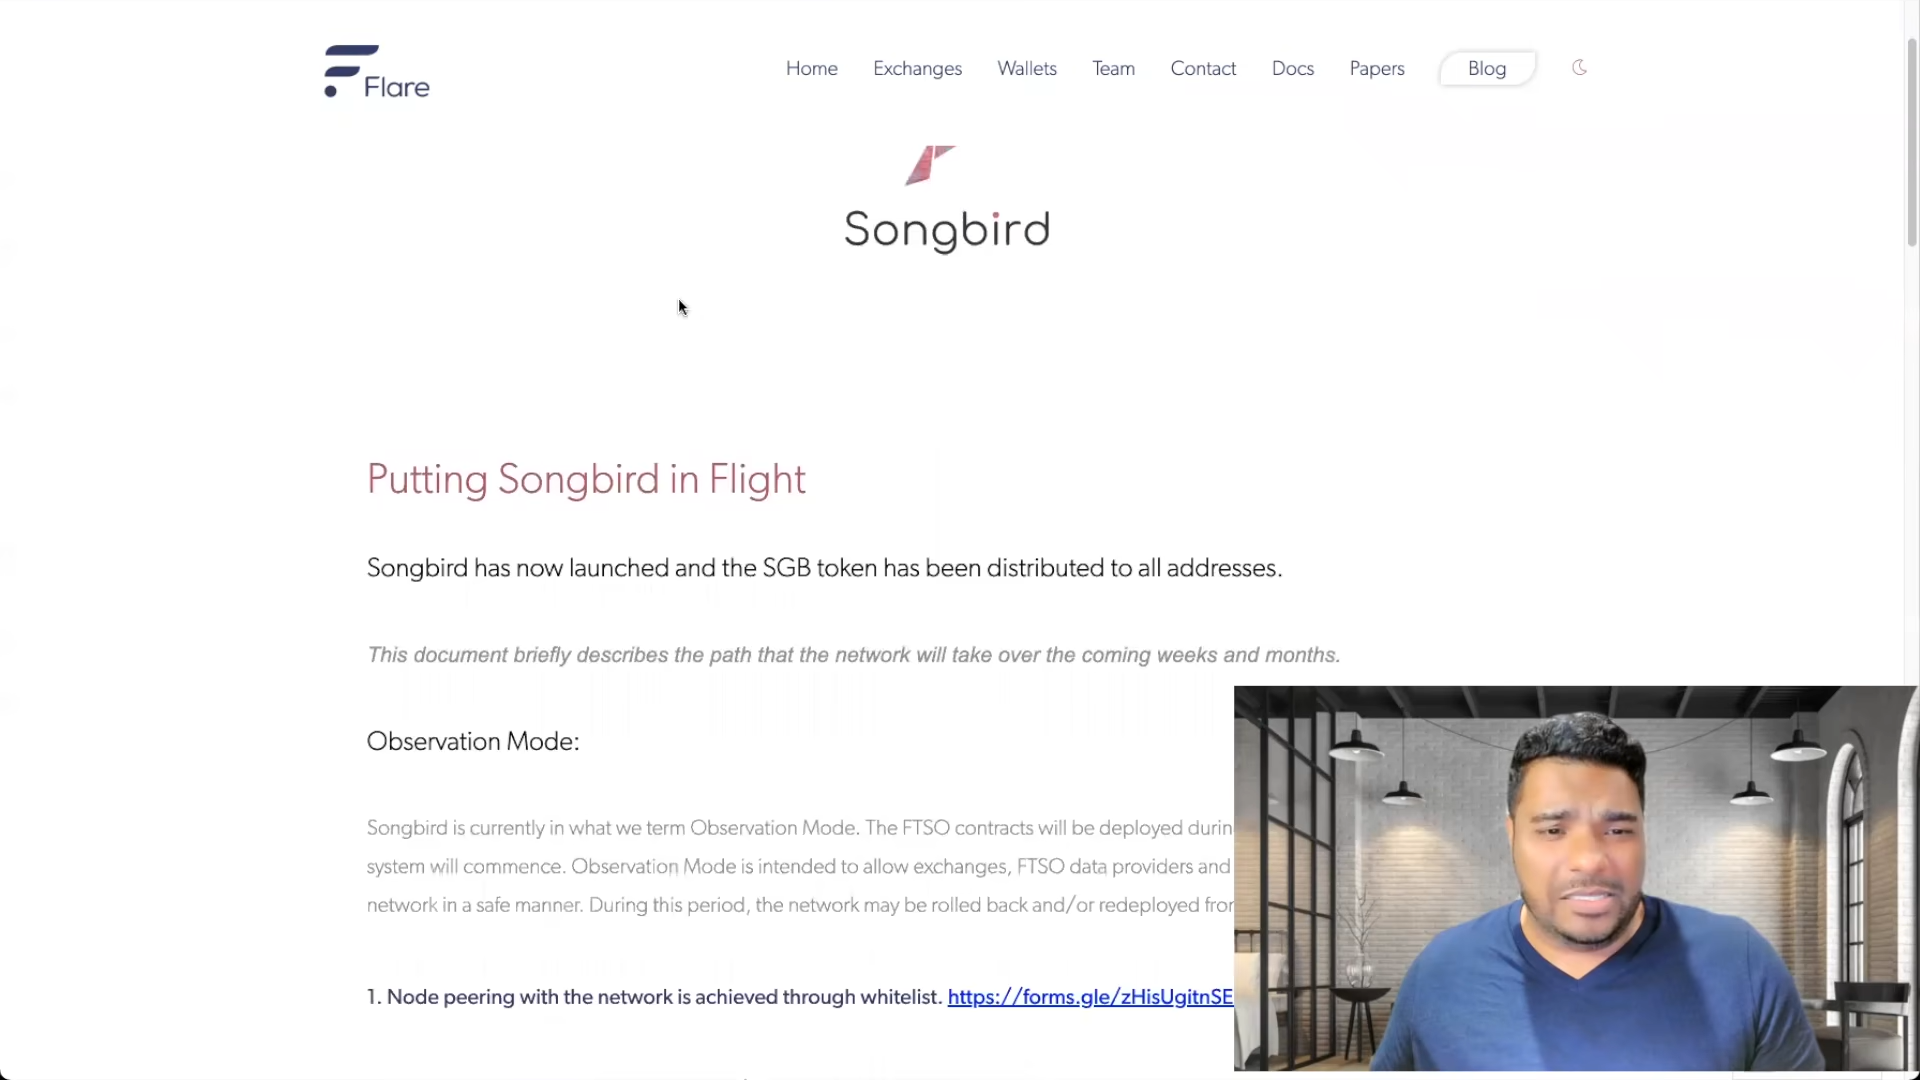 Flare
Home Exchanges Wallets Team Contact Docs Papers Blog
Songbird
Putting Songbird in Flight
Songbird has now launched and the SGB token has been distributed to all addresses.
This document briefly describes the path that the network will take over the coming weeks and months.
Observation Mode:
Songbird is currently in what we term Observation Mode. The FTSO contracts will be deployed
system will commence. Observation Mode is intended to allow exchanges, FTSO data providers and
network in a safe manner. During this period, the network may be rolled back and/or redeployed
1. Node peering with the network is achieved through whitelist. https://forms.gle/zHisUgitnSE